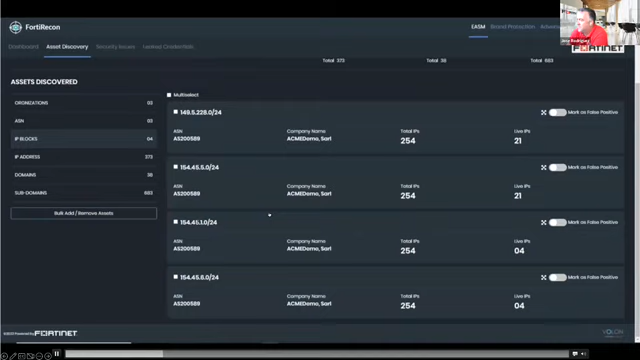 FortiRecon
EASM
Brand Protection
Dashboard
Asset Discovery
Security Issues
Leaked Credentials
FORTINET
Total 373
Total 38
Total 683
ASSETS DISCOVERED
ORGNIZATIONS 03
ASN 03
IP BLOCKS 04
IP ADDRESS 373
DOMAINS 38
SUB-DOMAINS 683
Bulk Add / Remove Assets
Multiselect
149.5.228.0/24
Mark as False Positive
ASN Company Name Total IPs Live IPs
AS200589 ACMEDemo, Sarl 254 21
154.45.5.0/24
Mark as False Positive
ASN Company Name Total IPs Live IPs
AS200589 ACMEDemo, Sarl 254 21
154.45.1.0/24
Mark as False Positive
ASN Company Name Total IPs Live IPs
AS200589 ACMEDemo, Sarl 254 04
154.45.6.0/24
Mark as False Positive
ASN Company Name Total IPs Live IPs
AS200589 ACMEDemo, Sarl 254 04
Powered by FORTINET